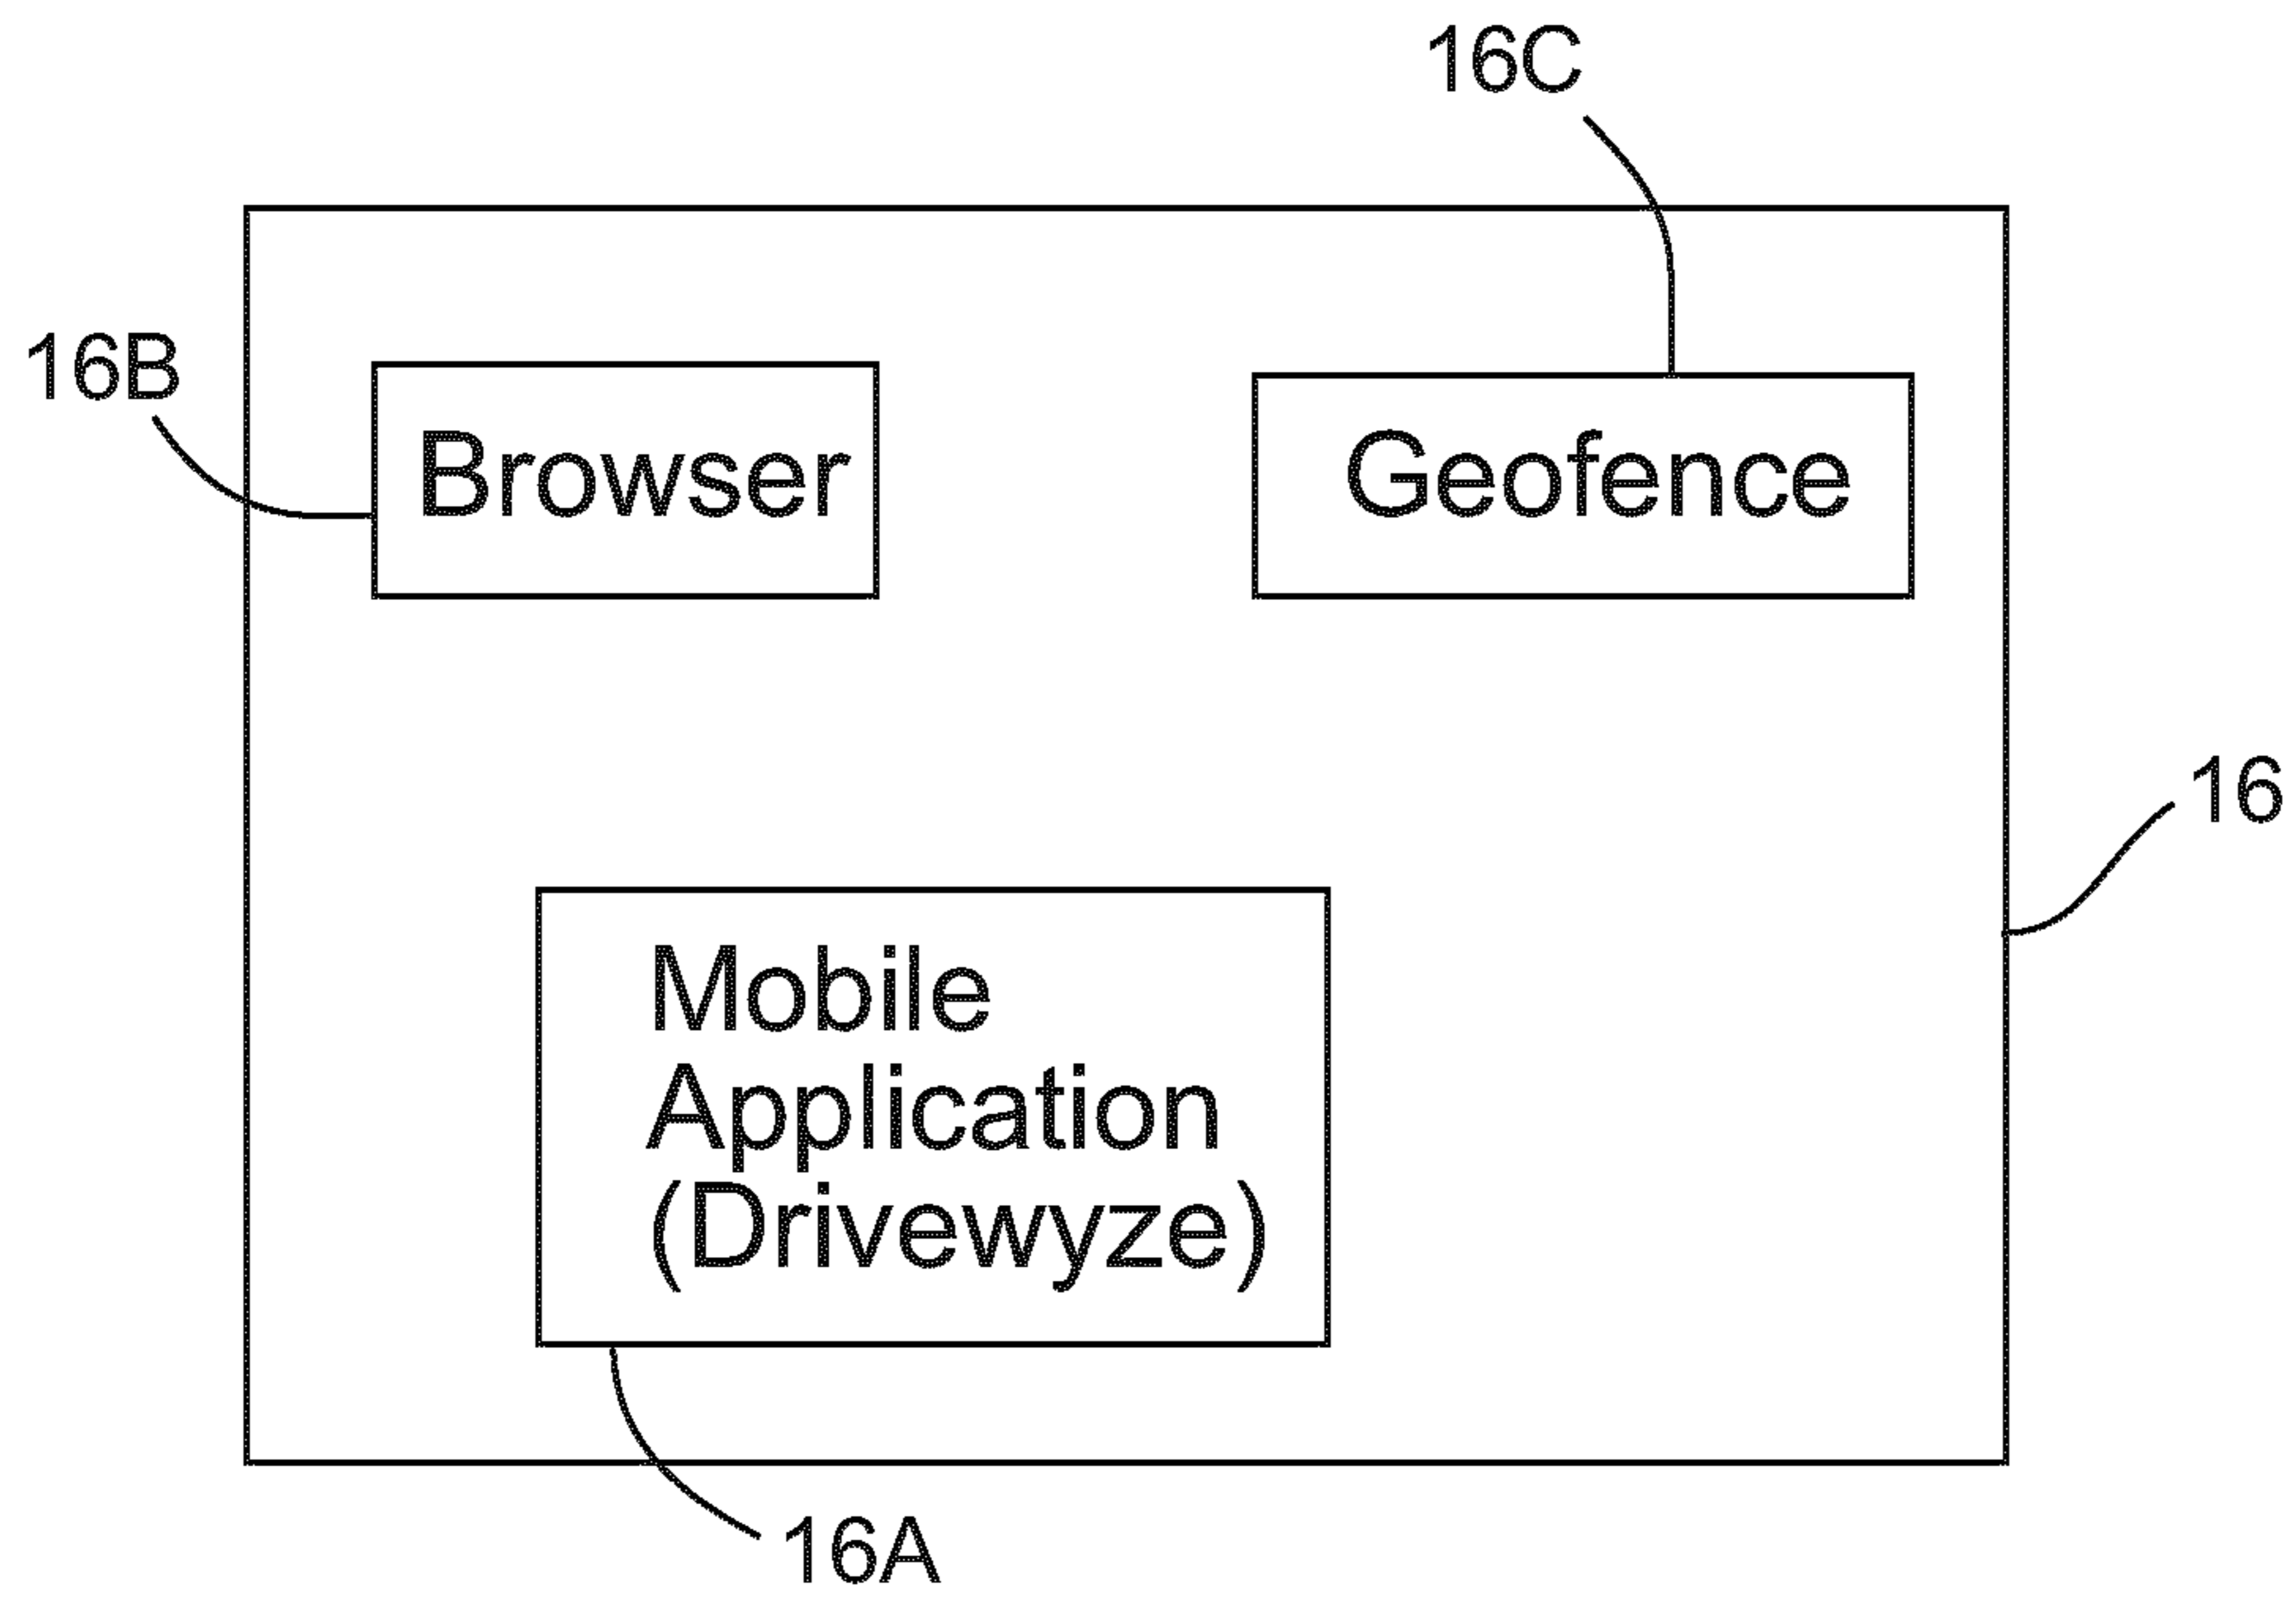 16C
16B
Browser
Geofence
16
Mobile
Application
(Drivewyze)
16A